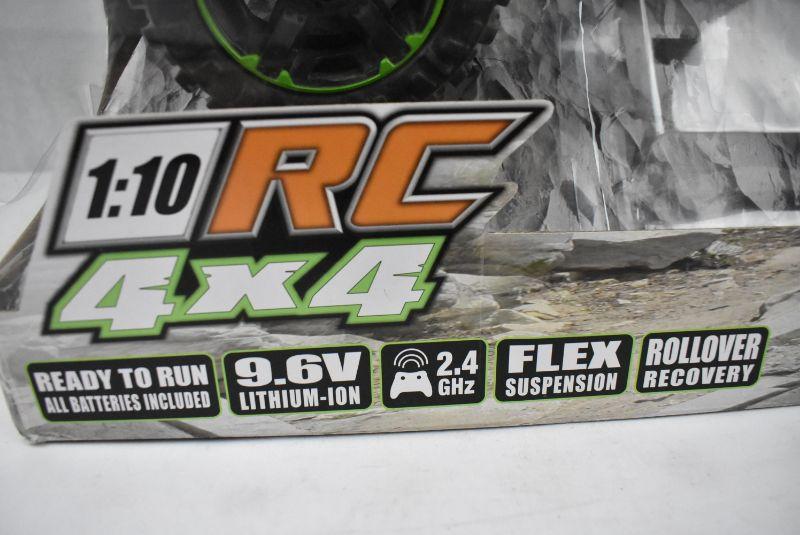 1:10 RC
4x4
READY TO RUN
ALL BATTERIES INCLUDED
9.6V
LITHIUM-ION
2.4
GHz
FLEX
SUSPENSION
ROLLOVER
RECOVERY